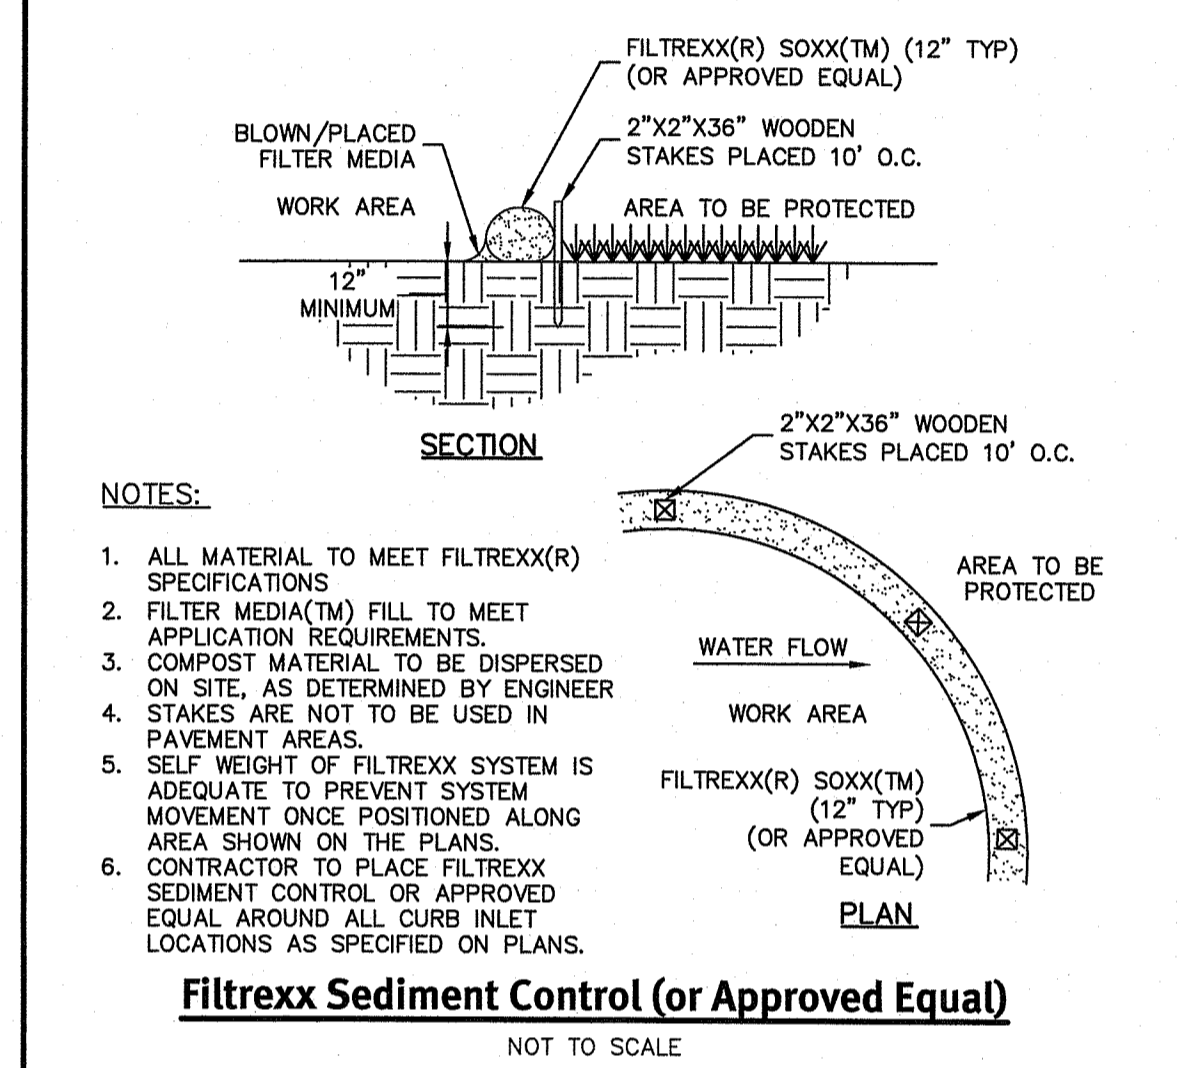 FILTREXX(R) SOXX(TM) (12" TYP)
(OR APPROVED EQUAL)
BLOWN/PLACED
FILTER MEDIA
2"X2"X36" WOODEN
STAKES PLACED 10' O.C.
WORK AREA
AREA TO BE PROTECTED
12"
MINIMUM
SECTION
2"X2"X36" WOODEN
STAKES PLACED 10' O.C.
NOTES:
1. ALL MATERIAL TO MEET FILTREXX(R)
SPECIFICATIONS
2. FILTER MEDIA(TM) FILL TO MEET
APPLICATION REQUIREMENTS.
3. COMPOST MATERIAL TO BE DISPERSED
ON SITE, AS DETERMINED BY ENGINEER
4. STAKES ARE NOT TO BE USED IN
PAVEMENT AREAS.
5. SELF WEIGHT OF FILTREXX SYSTEM IS
ADEQUATE TO PREVENT SYSTEM
MOVEMENT ONCE POSITIONED ALONG
AREA SHOWN ON THE PLANS.
6. CONTRACTOR TO PLACE FILTREXX
SEDIMENT CONTROL OR APPROVED
EQUAL AROUND ALL CURB INLET
LOCATIONS AS SPECIFIED ON PLANS.
AREA TO BE
PROTECTED
WATER FLOW
WORK AREA
FILTREXX(R) SOXX(TM)
(12" TYP)
(OR APPROVED
EQUAL)
PLAN
Filtrexx Sediment Control (or Approved Equal)
NOT TO SCALE